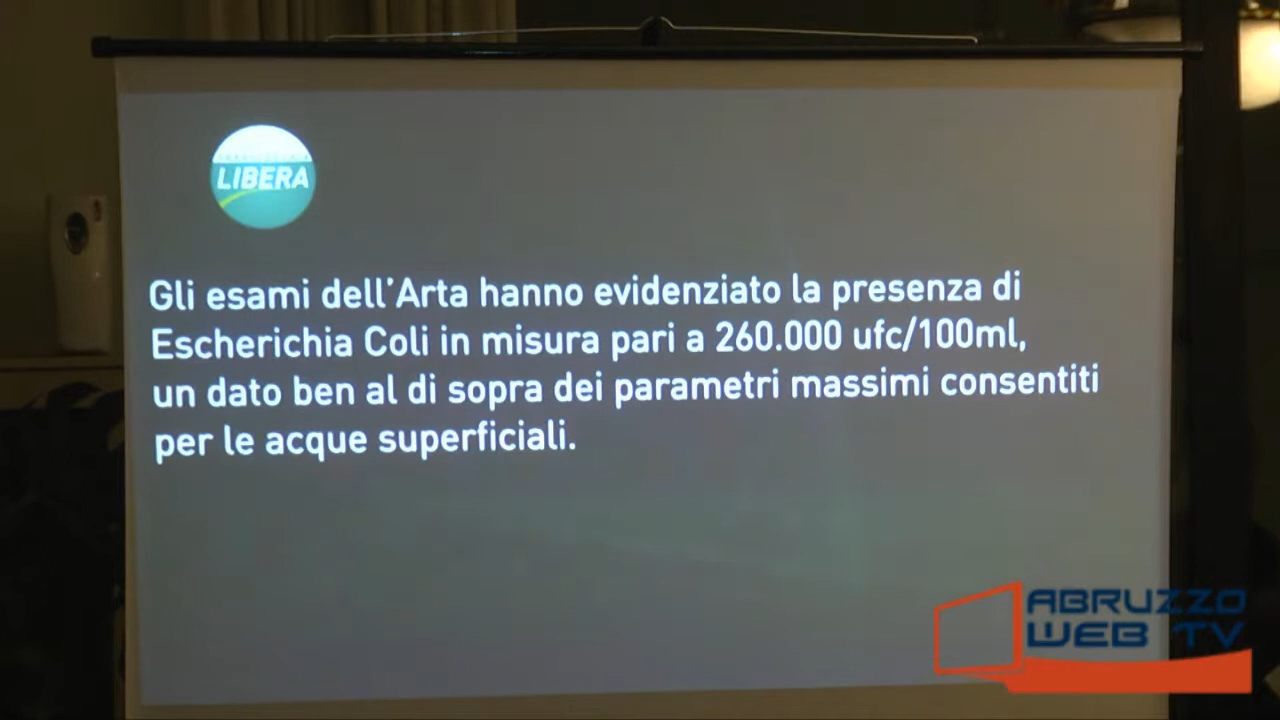 LIBERA
Gli esami dell'Arta hanno evidenziato la presenza di
Escherichia Coli in misura pari a 260.000 ufc/100ml,
un dato ben al di sopra dei parametri massimi consentiti
per le acque superficiali.
ABRUZZO
WEB TV